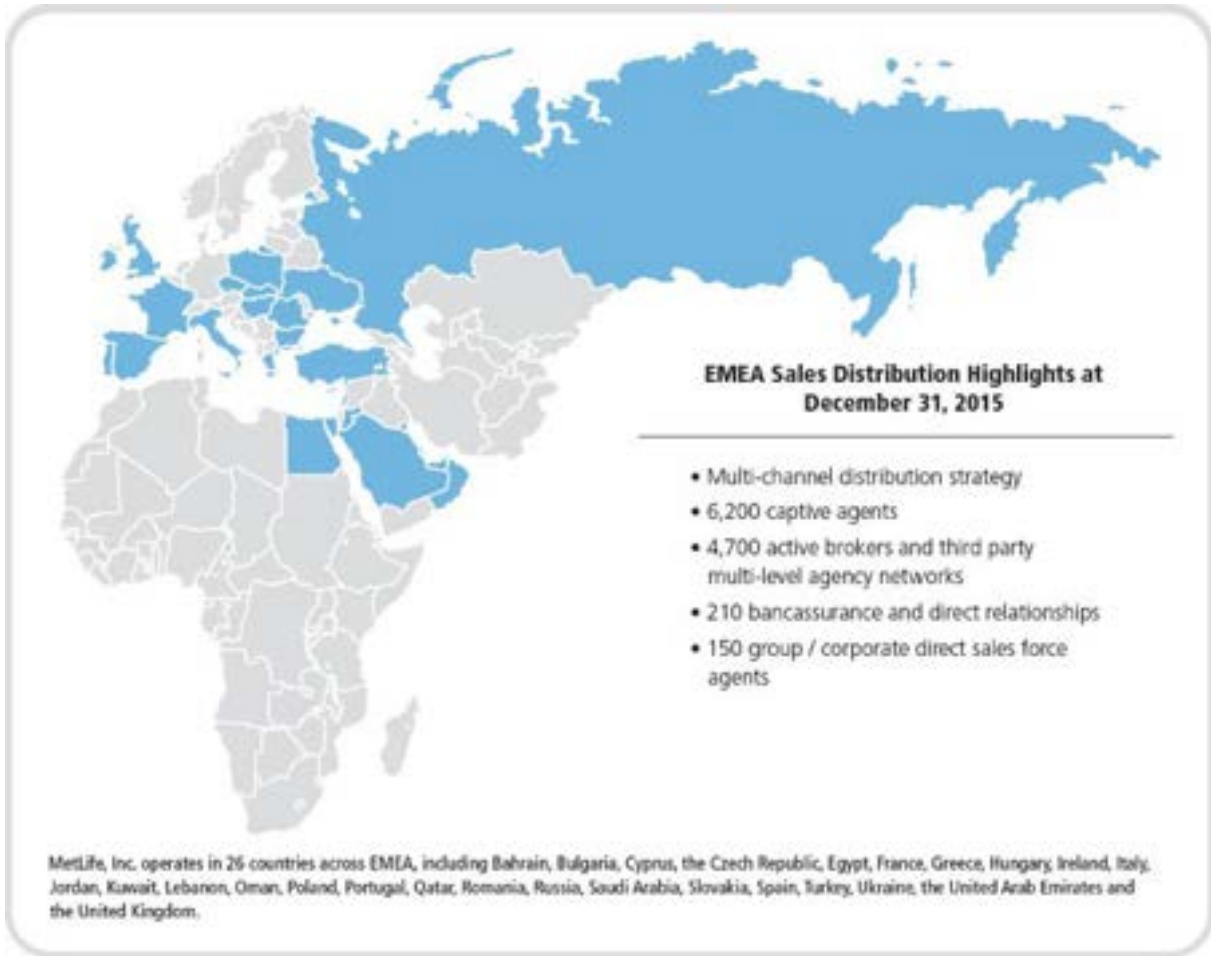 EMEA Sales Distribution Highlights at
December 31, 2015
• Multi-channel distribution strategy
• 6,200 captive agents
• 4,700 active brokers and third party
multi-level agency networks
• 210 bancassurance and direct relationships
• 150 group / corporate direct sales force
agents
MetLife, Inc. operates in 26 countries across EMEA, including Bahrain, Bulgaria, Cyprus, the Czech Republic, Egypt, France, Greece, Hungary, Ireland, Italy,
Jordan, Kuwait, Lebanon, Oman, Poland, Portugal, Qatar, Romania, Russia, Saudi Arabia, Slovakia, Spain, Turkey, Ukraine, the United Arab Emirates and
the United Kingdom.